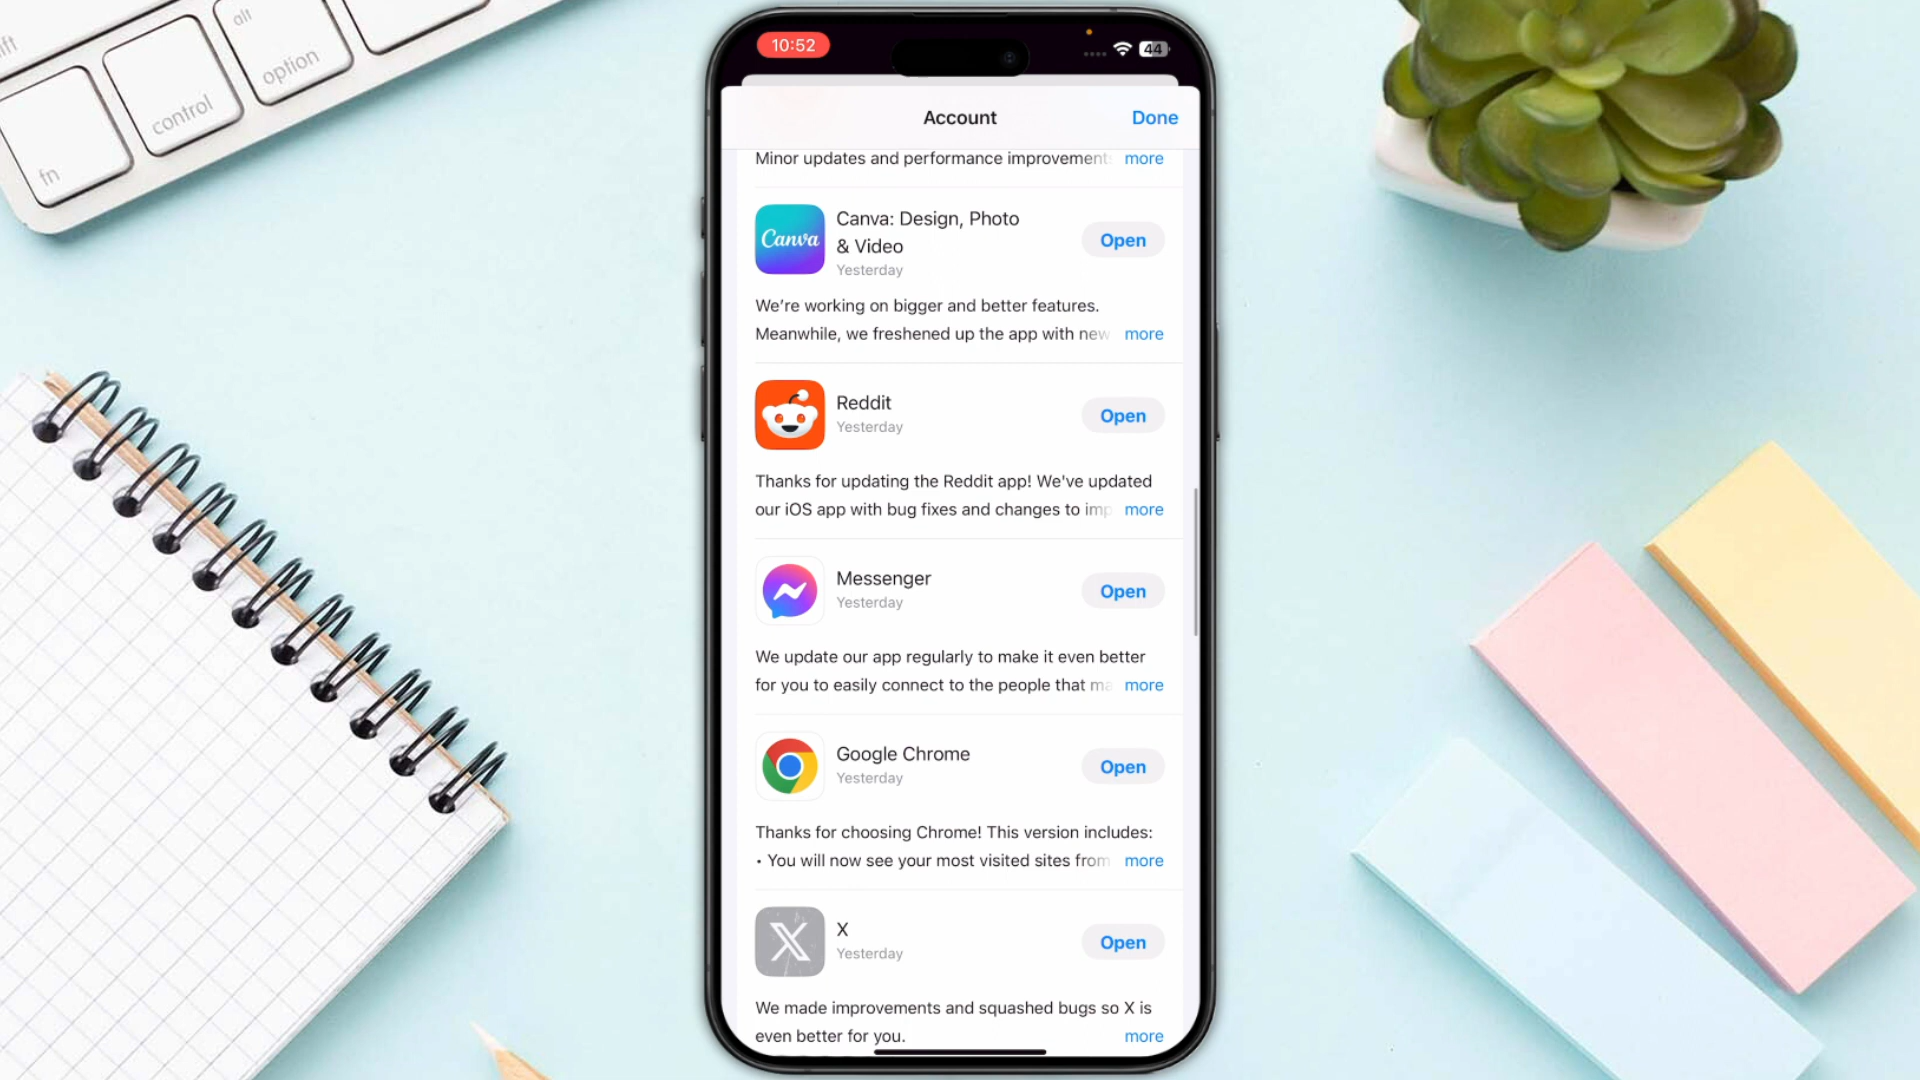 alt
option
control
fn
10:52
44
Account
Done
Minor updates and performance improvement
more
Canva
Canva: Design, Photo
& Video
Yesterday
Open
We're working on bigger and better features.
Meanwhile, we freshened up the app with new
more
Reddit
Yesterday
Open
Thanks for updating the Reddit app! We've updated
our iOS app with bug fixes and changes to imp
more
Messenger
Yesterday
Open
We update our app regularly to make it even better
for you to easily connect to the people that ma
more
Google Chrome
Yesterday
Open
Thanks for choosing Chrome! This version includes:
• You will now see your most visited sites from
more
X
Yesterday
Open
We made improvements and squashed bugs so X is
even better for you.
more